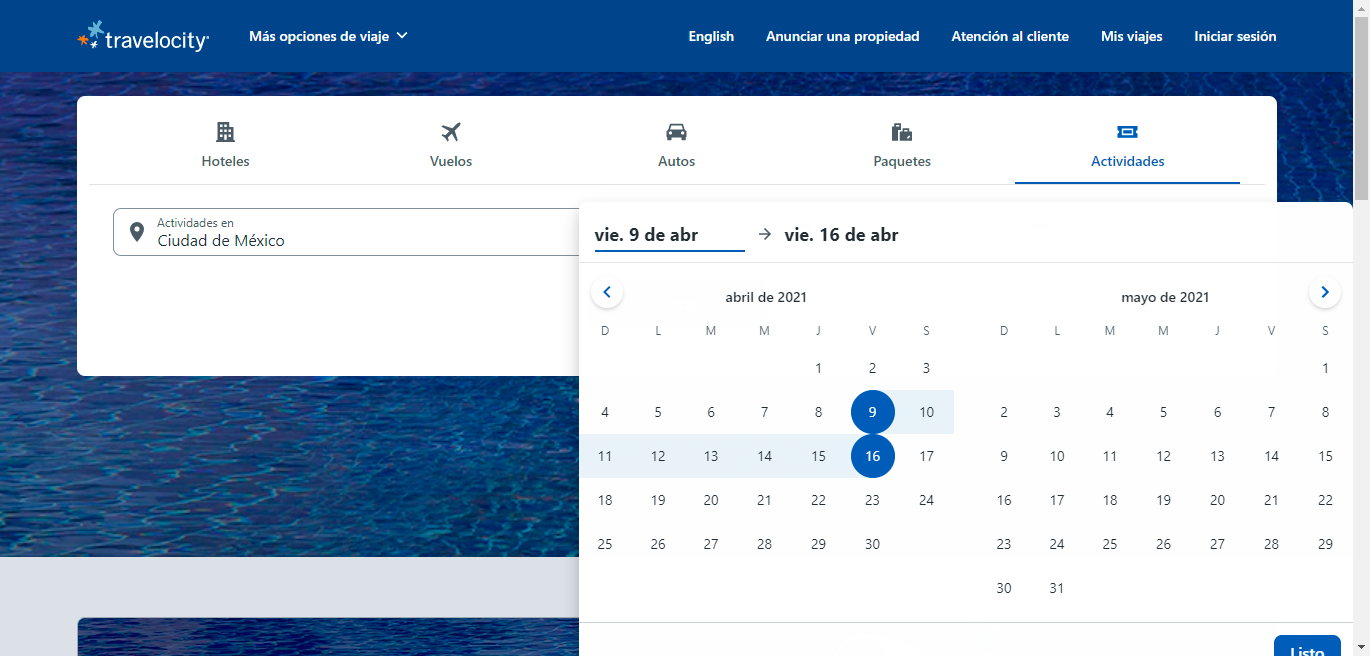 travelocity
Más opciones de viaje
English
Anunciar una propiedad
Atención al cliente
Mis viajes
Iniciar sesión
Hoteles
Vuelos
Autos
Paquetes
Actividades
Actividades en
Ciudad de México
vie. 9 de abr
vie. 16 de abr
abril de 2021
D L M M J V S
1 2 3
4 5 6 7 8 9 10
11 12 13 14 15 16 17
18 19 20 21 22 23 24
25 26 27 28 29 30
mayo de 2021
D L M M J V S
1
2 3 4 5 6 7 8
9 10 11 12 13 14 15
16 17 18 19 20 21 22
23 24 25 26 27 28 29
30 31
Listo